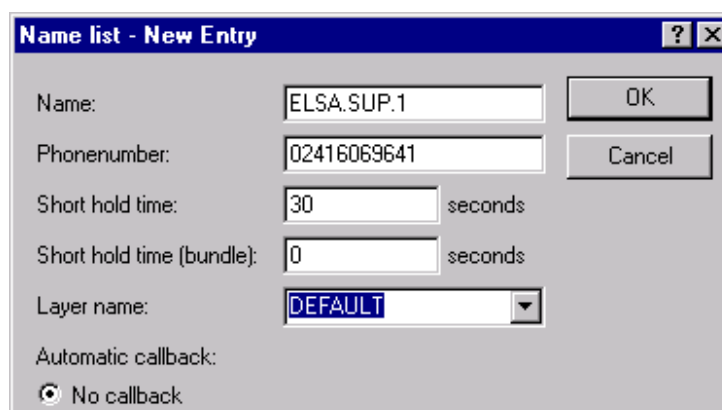 Name list - New Entry
Name: ELSA.SUP.1 OK
Phonenumber: 02416069641 Cancel
Short hold time: 30 seconds
Short hold time (bundle): 0 seconds
Layer name: DEFAULT
Automatic callback:
No callback